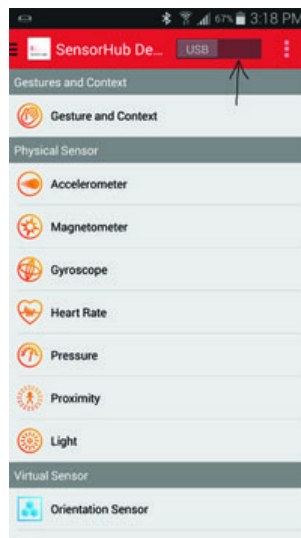 67% 3:18 PM
SensorHub De... USB
Gestures and Context
Gesture and Context
Physical Sensor
Accelerometer
Magnetometer
Gyroscope
Heart Rate
Pressure
Proximity
Light
Virtual Sensor
Orientation Sensor